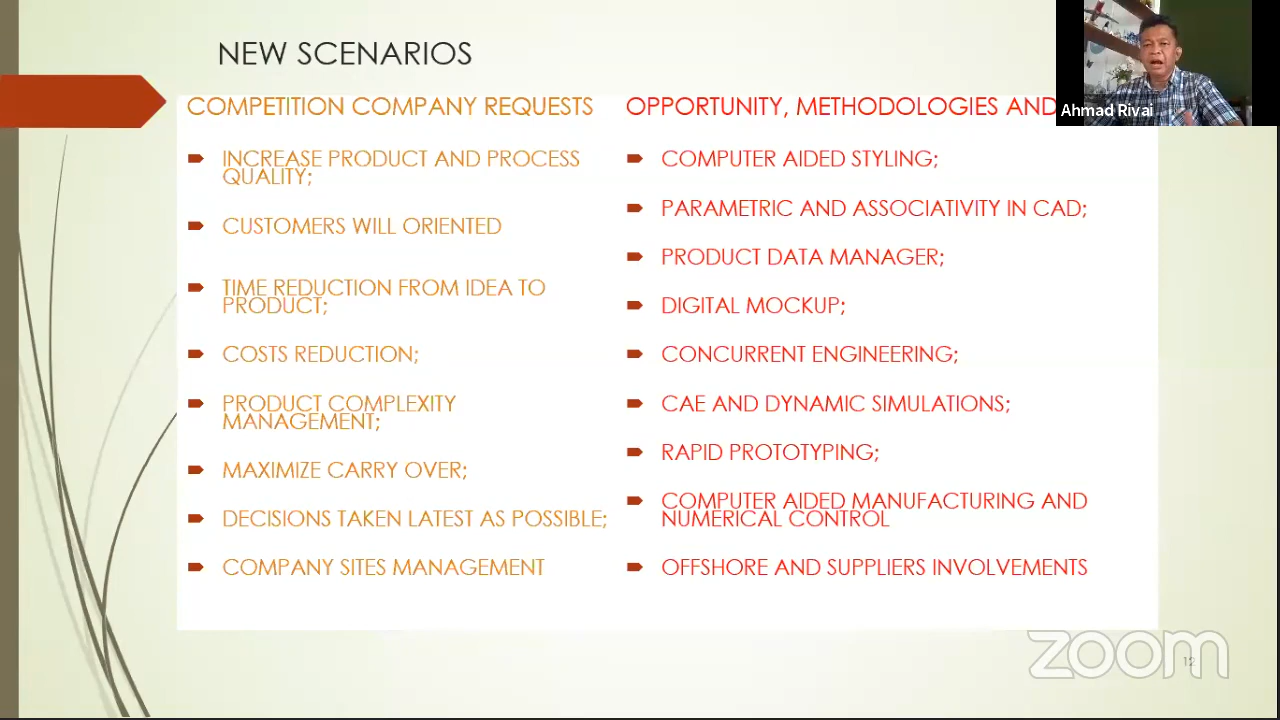 NEW SCENARIOS
COMPETITION COMPANY REQUESTS
INCREASE PRODUCT AND PROCESS
QUALITY;
CUSTOMERS WILL ORIENTED
TIME REDUCTION FROM IDEA TO
PRODUCT;
COSTS REDUCTION;
PRODUCT COMPLEXITY
MANAGEMENT;
MAXIMIZE CARRY OVER;
DECISIONS TAKEN LATEST AS POSSIBLE;
COMPANY SITES MANAGEMENT
OPPORTUNITY, METHODOLOGIES AND
COMPUTER AIDED STYLING;
PARAMETRIC AND ASSOCIATIVITY IN CAD;
PRODUCT DATA MANAGER;
DIGITAL MOCKUP;
CONCURRENT ENGINEERING;
CAE AND DYNAMIC SIMULATIONS;
RAPID PROTOTYPING;
COMPUTER AIDED MANUFACTURING AND
NUMERICAL CONTROL
OFFSHORE AND SUPPLIERS INVOLVEMENTS
Ahmad Rivai
zoom
12